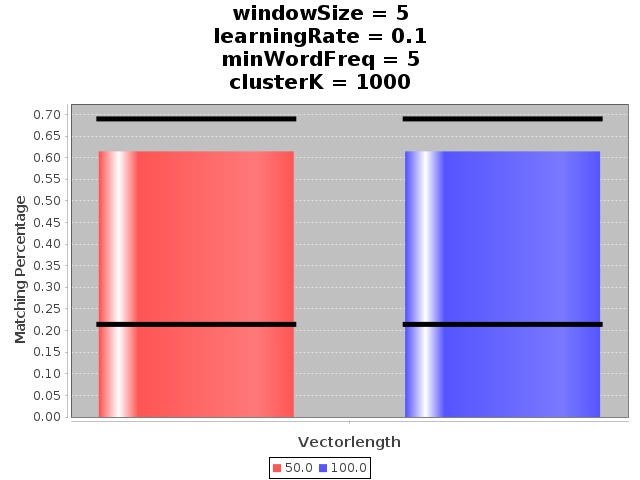 windowSize = 5
learningRate = 0.1
minWordFreq = 5
clusterK = 1000
0.70
0.65
0.60
0.55
0.50
0.45
0.40
0.35
0.30
0.25
0.20
0.15
0.10
0.05
0.00
Matching Percentage
Vectorlength
50.0 100.0